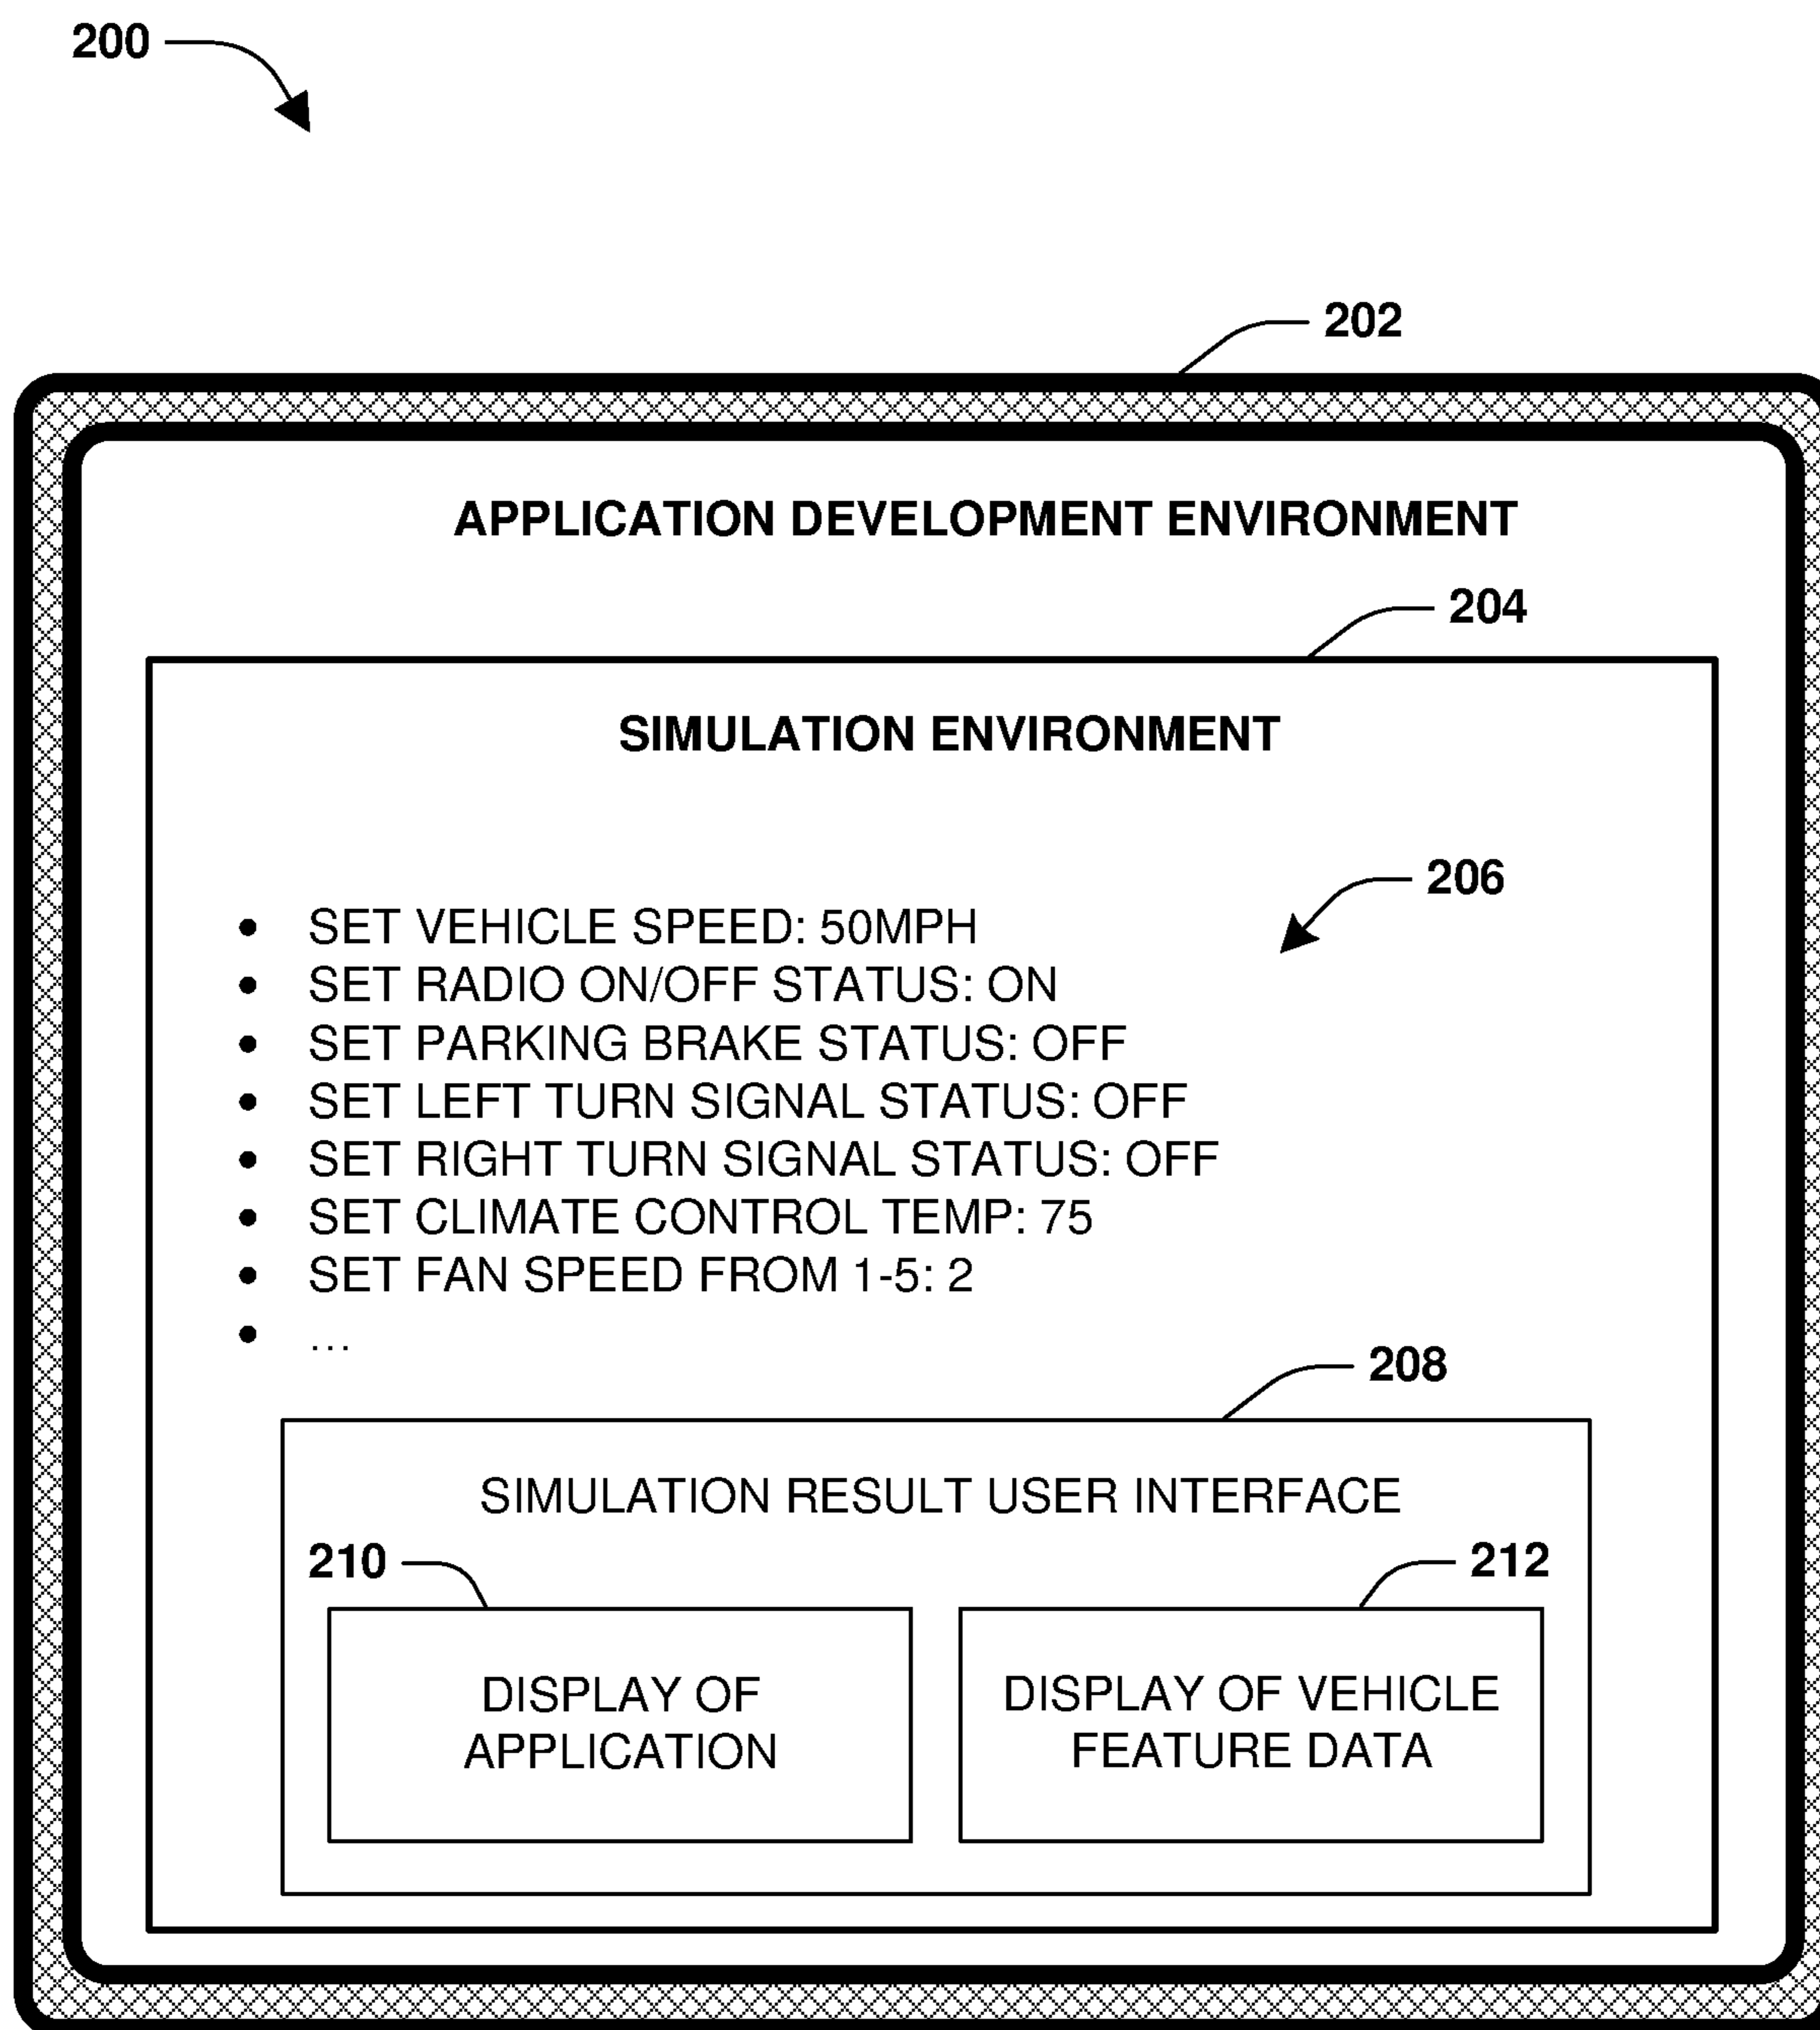 200
202
APPLICATION DEVELOPMENT ENVIRONMENT
204
SIMULATION ENVIRONMENT
206
• SET VEHICLE SPEED: 50MPH
• SET RADIO ON/OFF STATUS: ON
• SET PARKING BRAKE STATUS: OFF
• SET LEFT TURN SIGNAL STATUS: OFF
• SET RIGHT TURN SIGNAL STATUS: OFF
• SET CLIMATE CONTROL TEMP: 75
• SET FAN SPEED FROM 1-5: 2
• ...
208
SIMULATION RESULT USER INTERFACE
210
212
DISPLAY OF
APPLICATION
DISPLAY OF VEHICLE
FEATURE DATA